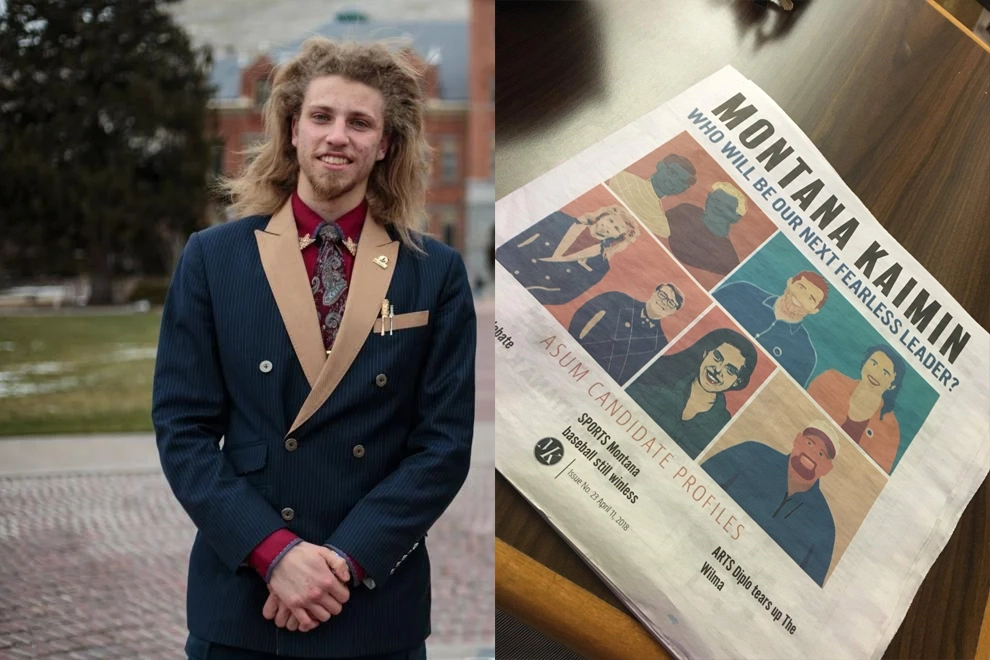 MONTANA KAIMIN
WHO WILL BE OUR NEXT FEARLESS LEADER?
ASUM CANDIDATE PROFILES
SPORTS Montana
baseball still winless
MK
Issue No. 23 April 11, 2018
ARTS Diplo tears up The
Wilma